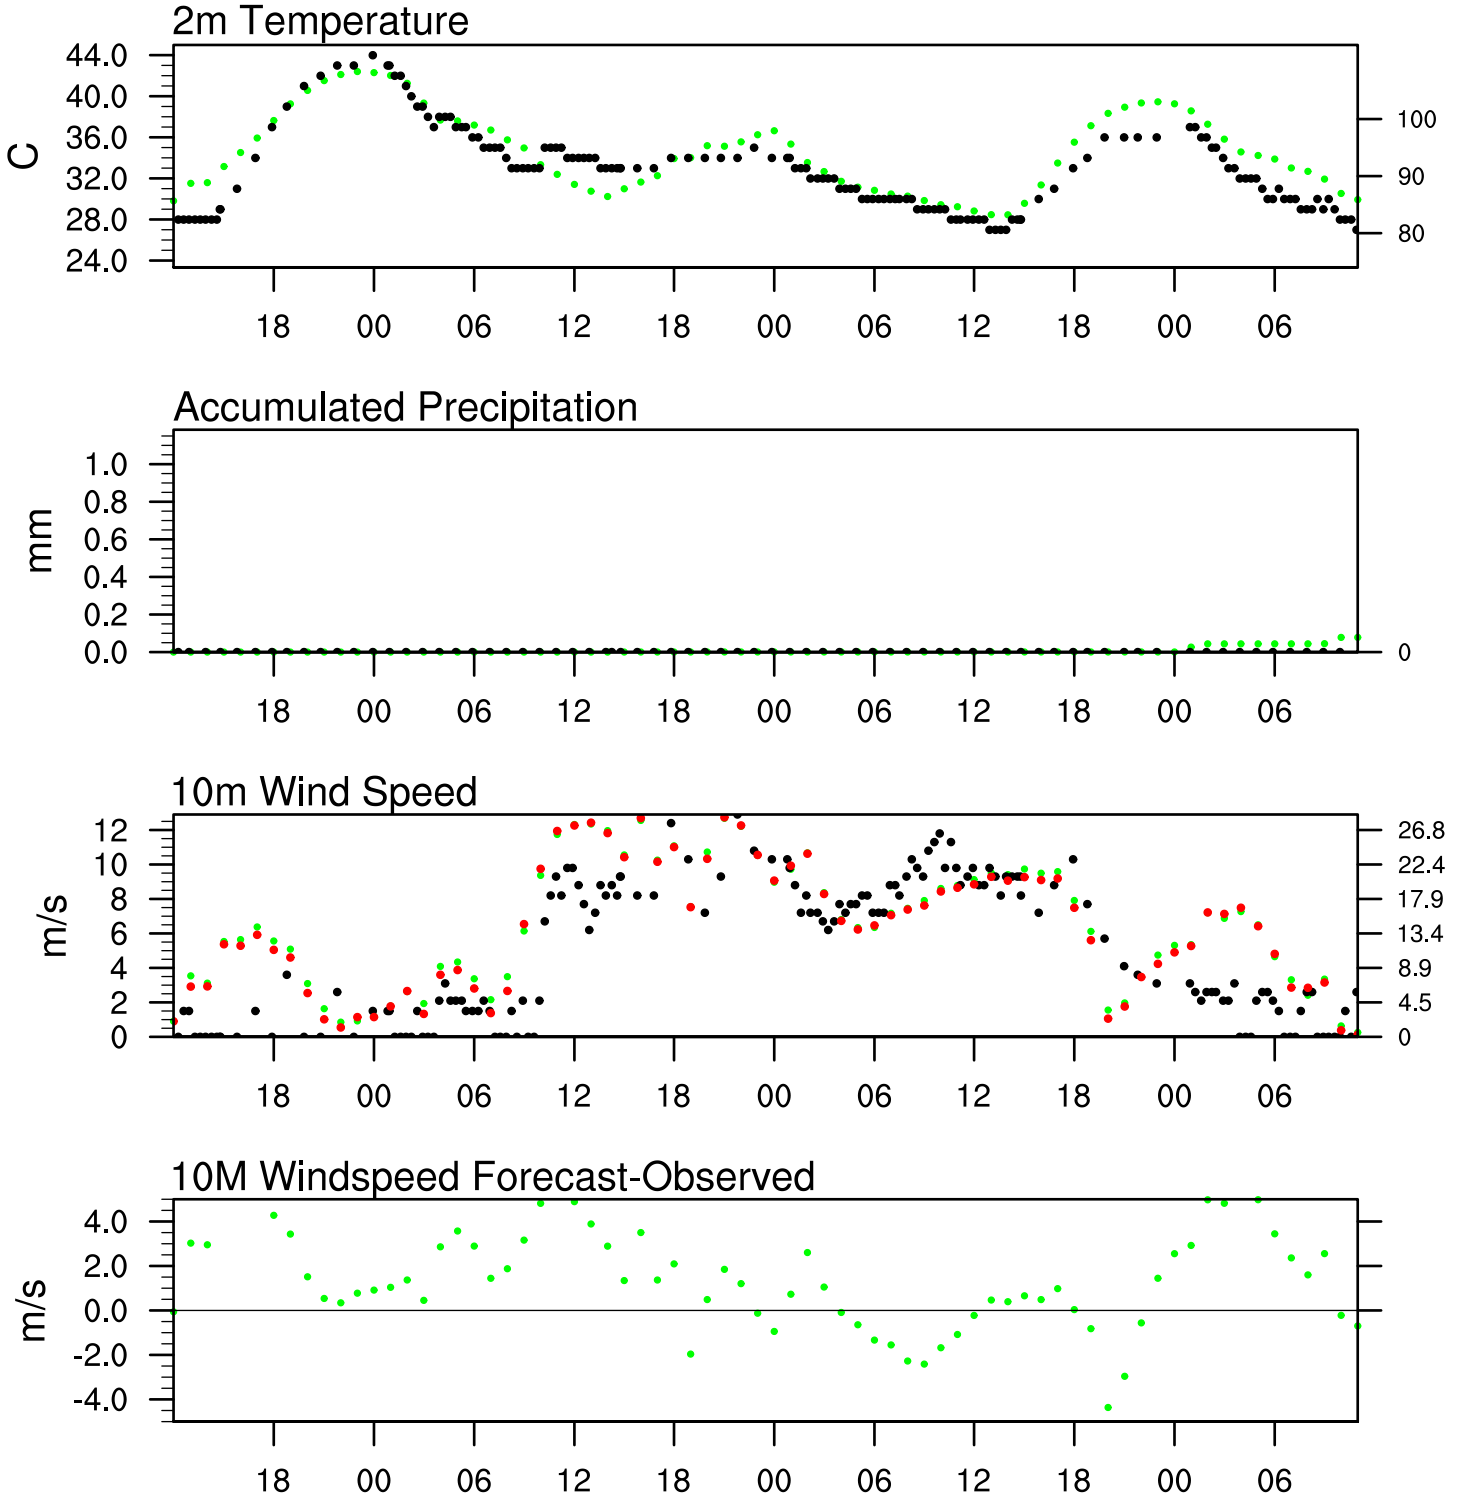 2m Temperature
44.0
40.0
36.0
32.0
28.0
24.0
C
100
90
80
18 00 06 12 18 00 06 12 18 00 06
Accumulated Precipitation
1.0
0.8
0.6
0.4
0.2
0.0
mm
0
18 00 06 12 18 00 06 12 18 00 06
10m Wind Speed
12
10
8
6
4
2
0
m/s
26.8
22.4
17.9
13.4
8.9
4.5
0
18 00 06 12 18 00 06 12 18 00 06
10M Windspeed Forecast-Observed
4.0
2.0
0.0
-2.0
-4.0
m/s
18 00 06 12 18 00 06 12 18 00 06